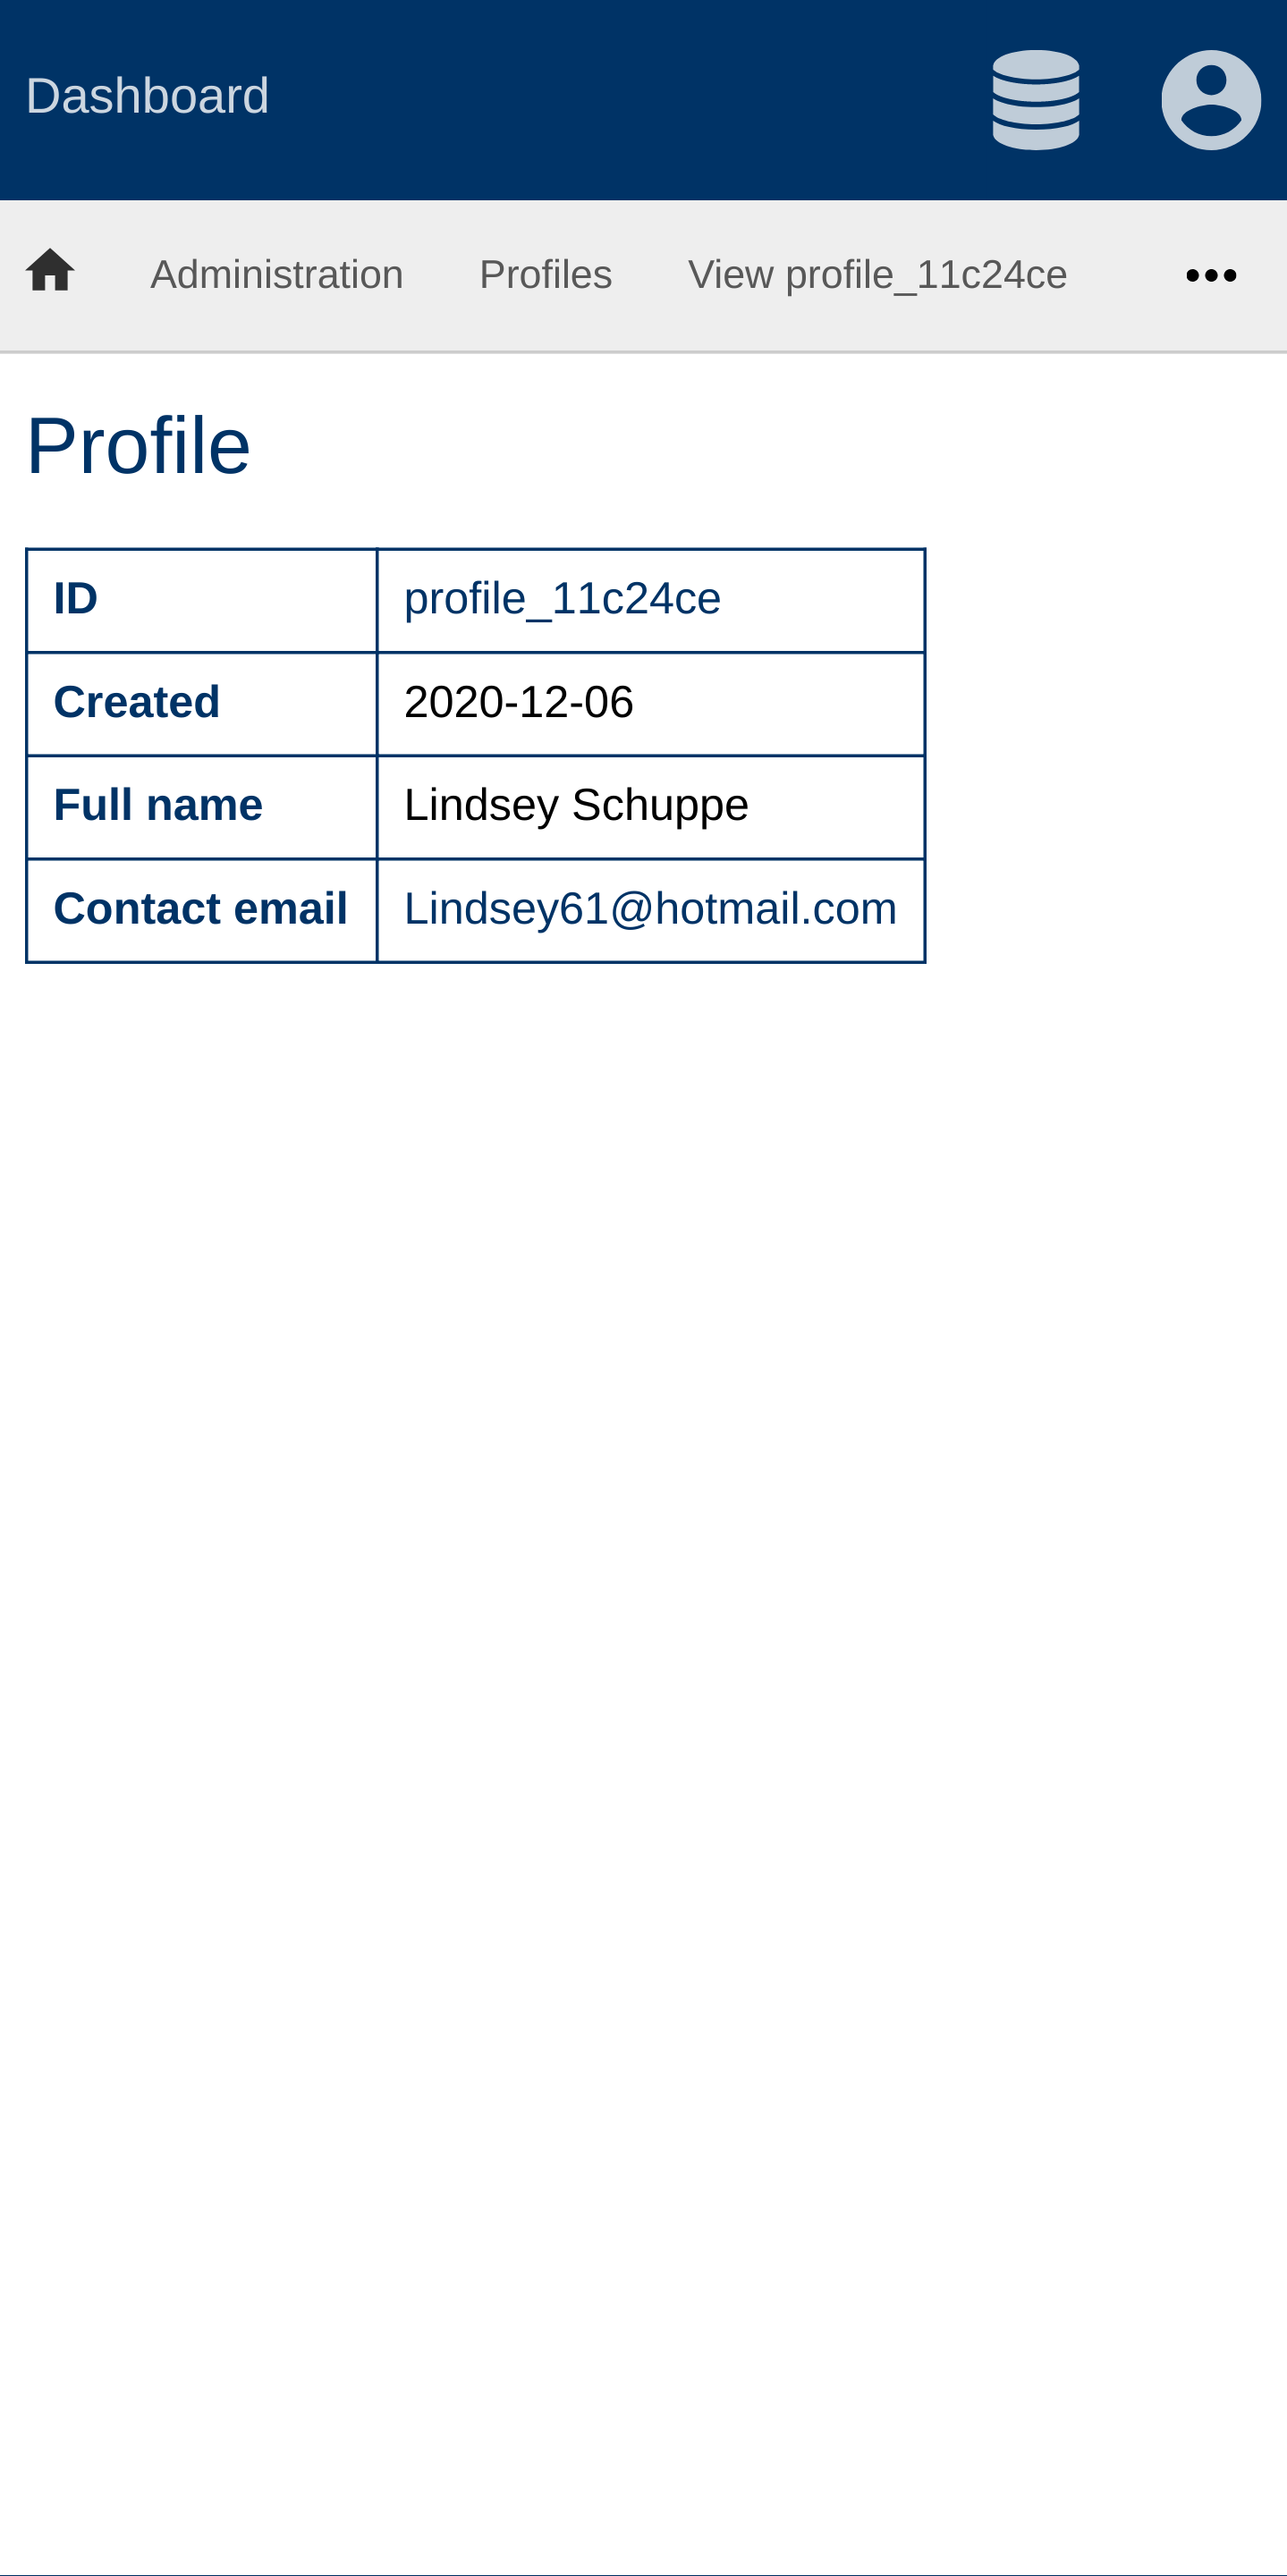 Dashboard
Administration Profiles View profile_11c24ce
Profile
ID profile_11c24ce
Created 2020-12-06
Full name Lindsey Schuppe
Contact email Lindsey61@hotmail.com